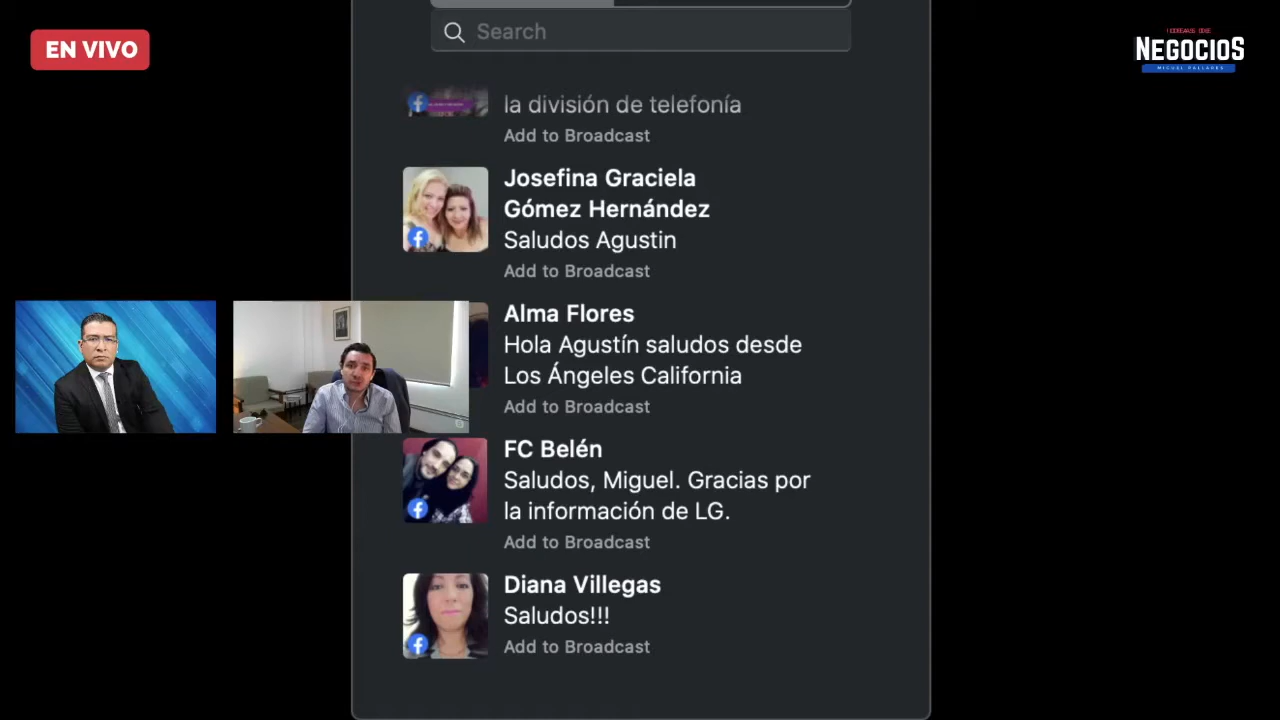 Search
EN VIVO
NEGOCIOS
la división de telefonía
Add to Broadcast
Josefina Graciela
Gómez Hernández
Saludos Agustin
Add to Broadcast
Alma Flores
Hola Agustín saludos desde
Los Ángeles California
Add to Broadcast
FC Belén
Saludos, Miguel. Gracias por
la información de LG.
Add to Broadcast
Diana Villegas
Saludos!!!
Add to Broadcast